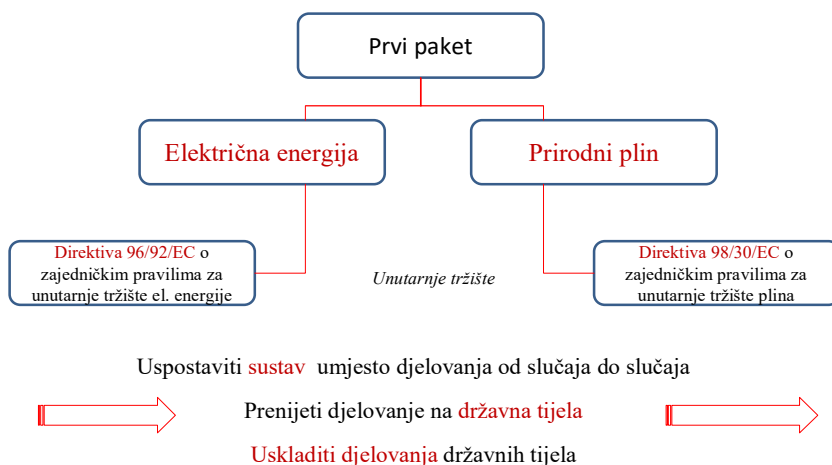 Prvi paket
Električna energija
Prirodni plin
Direktiva 96/92/EC o
zajedničkim pravilima za
unutarnje tržište el. energije
Unutarnje tržište
Direktiva 98/30/EC o
zajedničkim pravilima za
unutarnje tržište plina
Uspostaviti sustav umjesto djelovanja od slučaja do slučaja
Prenijeti djelovanje na državna tijela
Uskladiti djelovanja državnih tijela